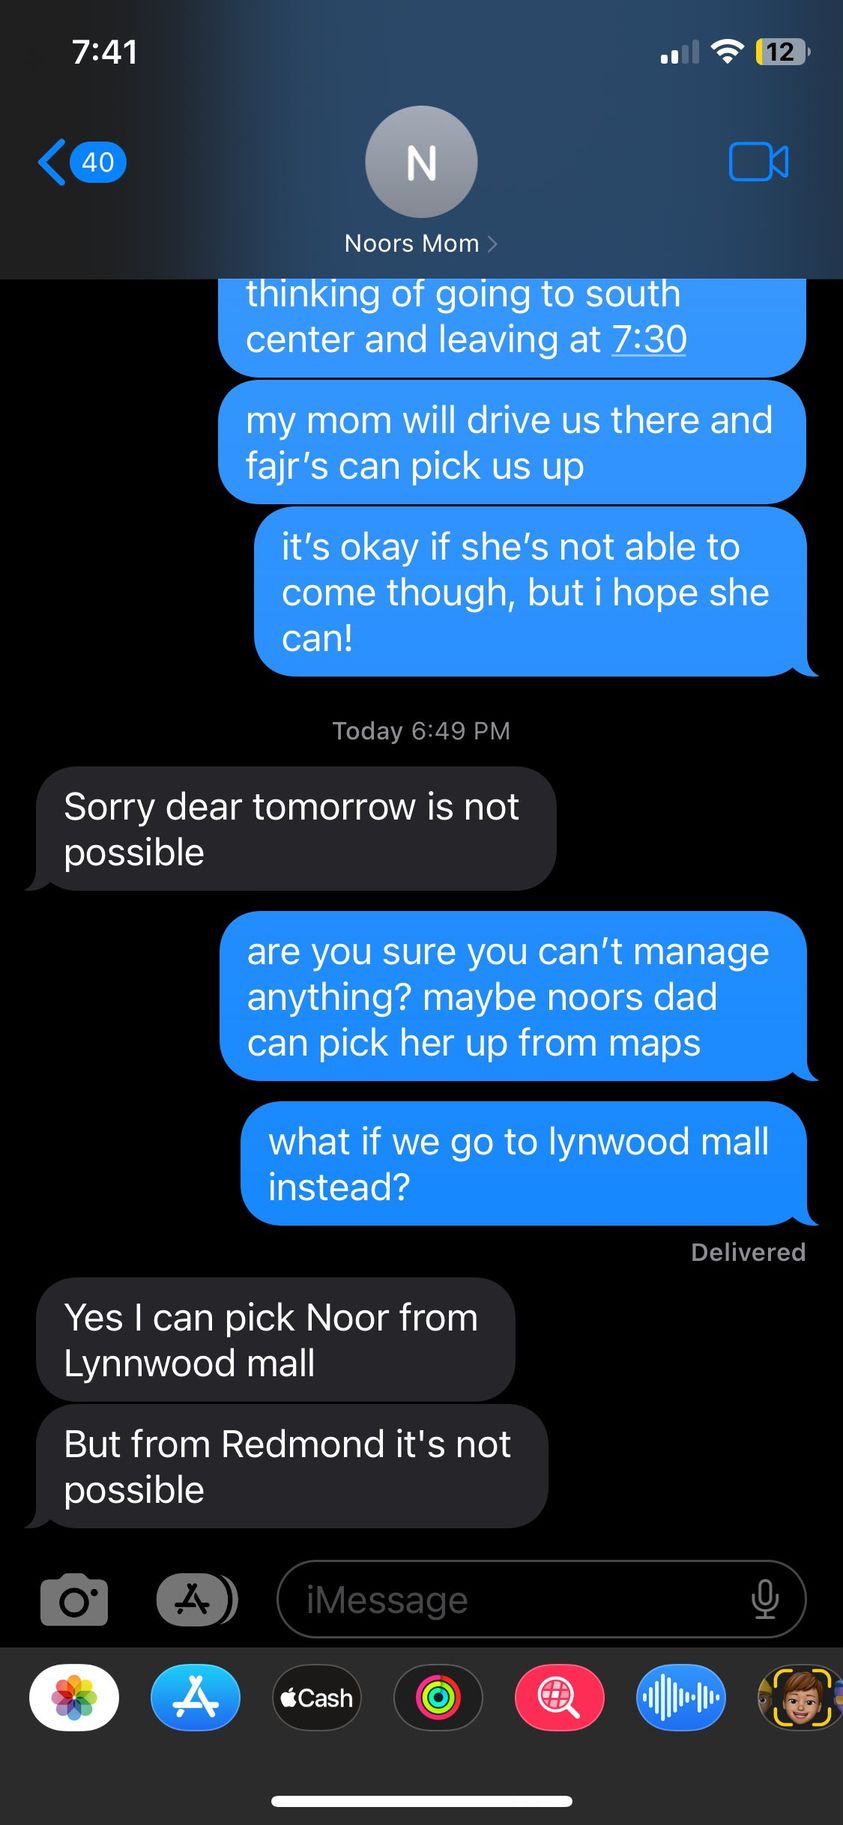 7:41
12
40
N
Noors Mom
thinking of going to south
center and leaving at 7:30
my mom will drive us there and
fajr’s can pick us up
it’s okay if she’s not able to
come though, but i hope she
can!
Today 6:49 PM
Sorry dear tomorrow is not
possible
are you sure you can’t manage
anything? maybe noors dad
can pick her up from maps
what if we go to lynwood mall
instead?
Delivered
Yes I can pick Noor from
Lynnwood mall
But from Redmond it's not
possible
iMessage
Cash